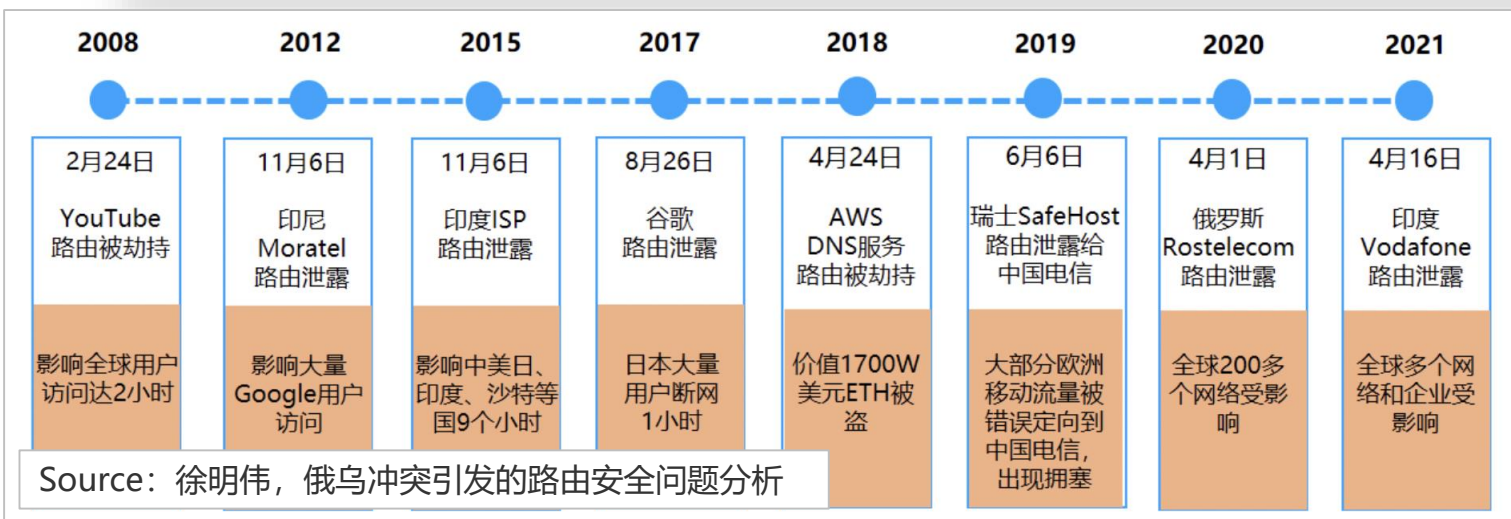 2008
2012
2015
2017
2018
2019
2020
2021
2月24日
YouTube
路由被劫持
影响全球用户
访问达2小时
11月6日
印尼
Moratel
路由泄露
影响大量
Google用户
访问
11月6日
印度ISP
路由泄露
影响中美日、
印度、沙特等
国9个小时
8月26日
谷歌
路由泄露
日本大量
用户断网
1小时
4月24日
AWS
DNS服务
路由被劫持
价值1700W
美元ETH被
盗
6月6日
瑞士SafeHost
路由泄露给
中国电信
大部分欧洲
移动流量被
错误定向到
中国电信，
出现拥塞
4月1日
俄罗斯
Rostelecom
路由泄露
全球200多
个网络受影
响
4月16日
印度
Vodafone
路由泄露
全球多个网
络和企业受
影响
Source：徐明伟，俄乌冲突引发的路由安全问题分析